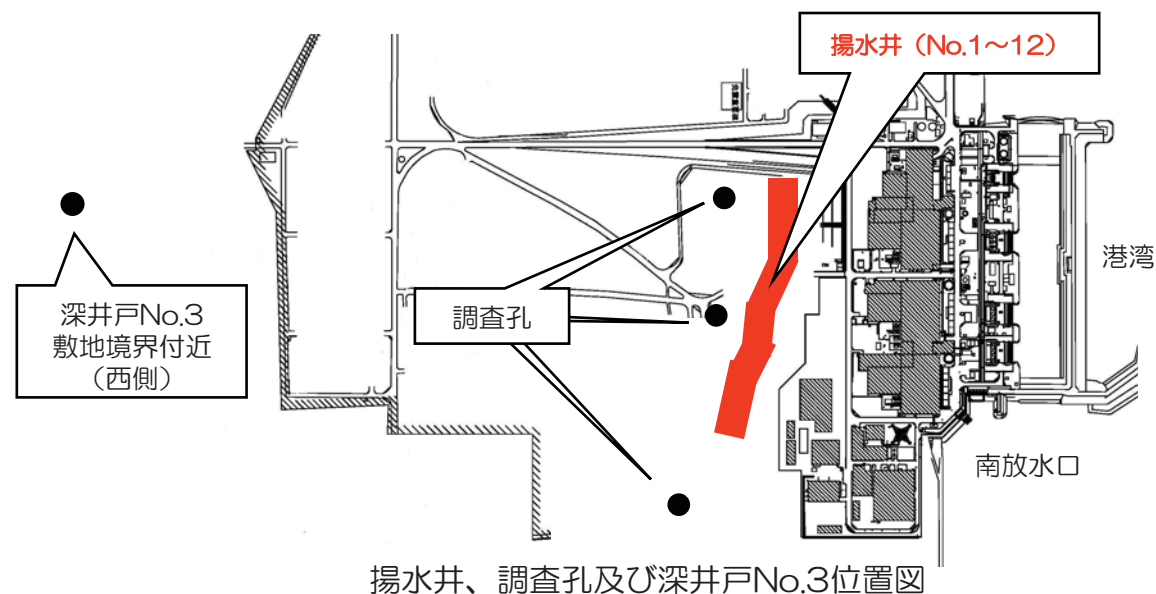 揚水井（No.1～12）
港湾
深井戸No.3
敷地境界付近
（西側）
調査孔
南放水口
揚水井、調査孔及び深井戸No.3位置図